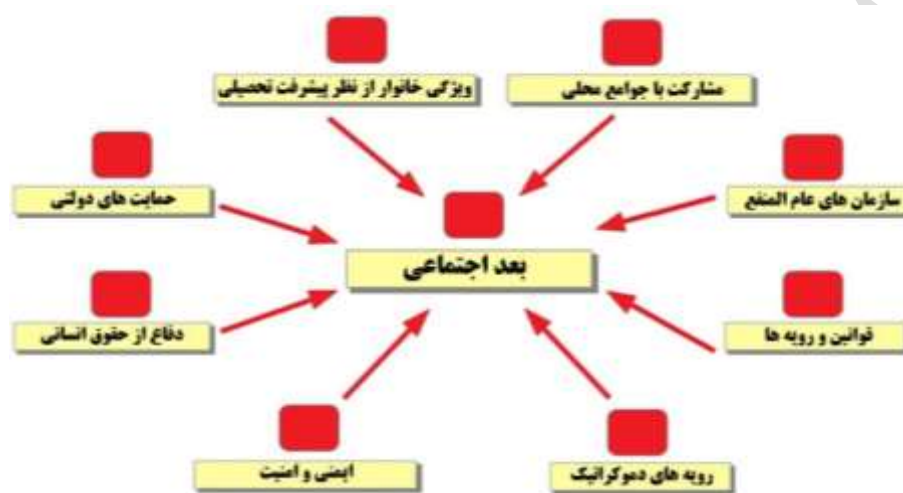 مشارکت با جوامع محلی
ویژگی خانوار از نظر پیشرفت تحصیلی
سازمان های عام المنفع
حمایت های دولتی
بعد اجتماعی
قوانین و رویه ها
دفاع از حقوق انسانی
رویه های دموکراتیک
ایمنی و امنیت